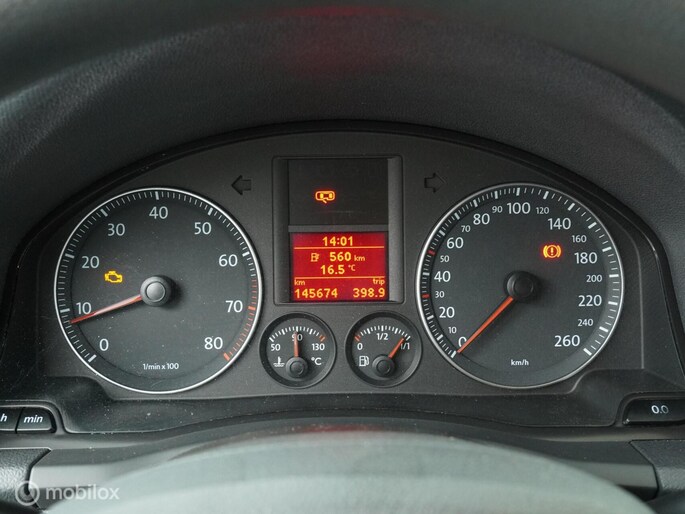 0 10 20 30 40 50 60 70 80
1/min x 100
14:01
560 km
16.5 °C
km trip
145674 398.9
50 90 130
°C
0 1/2 1/1
0 20 30 40 50 60 80 100 120 140 160 180 200 220 240 260
km/h
h min
0.0
mobilox